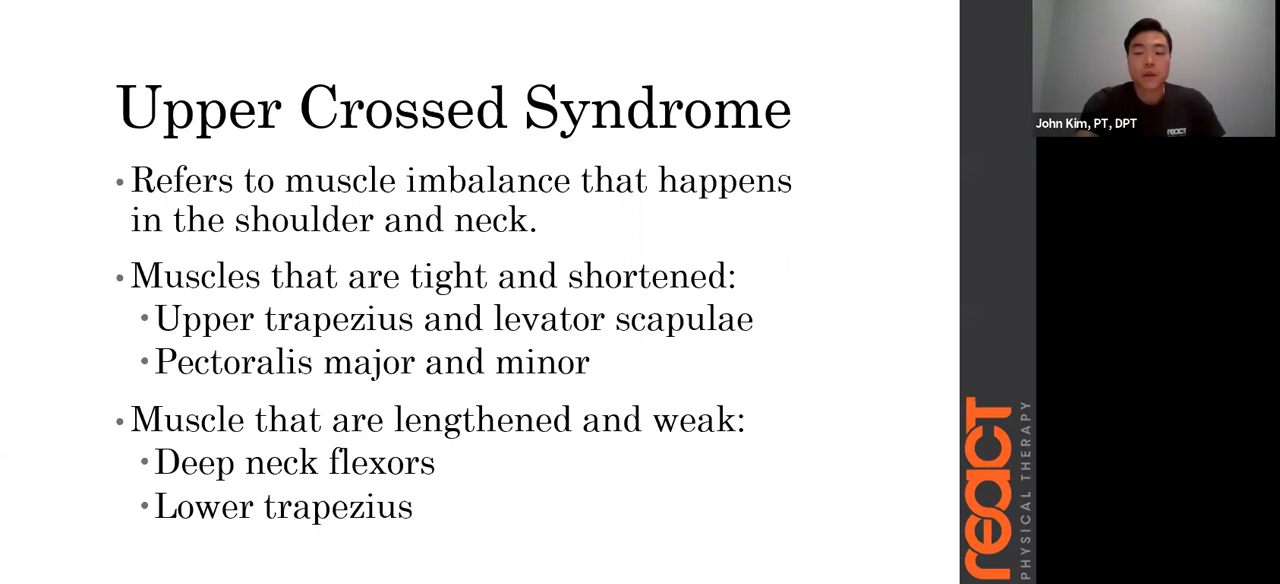 Upper Crossed Syndrome
• Refers to muscle imbalance that happens
in the shoulder and neck.
• Muscles that are tight and shortened:
• Upper trapezius and levator scapulae
• Pectoralis major and minor
• Muscle that are lengthened and weak:
• Deep neck flexors
• Lower trapezius
John Kim, PT, DPT
react
react
PHYSICAL THERAPY